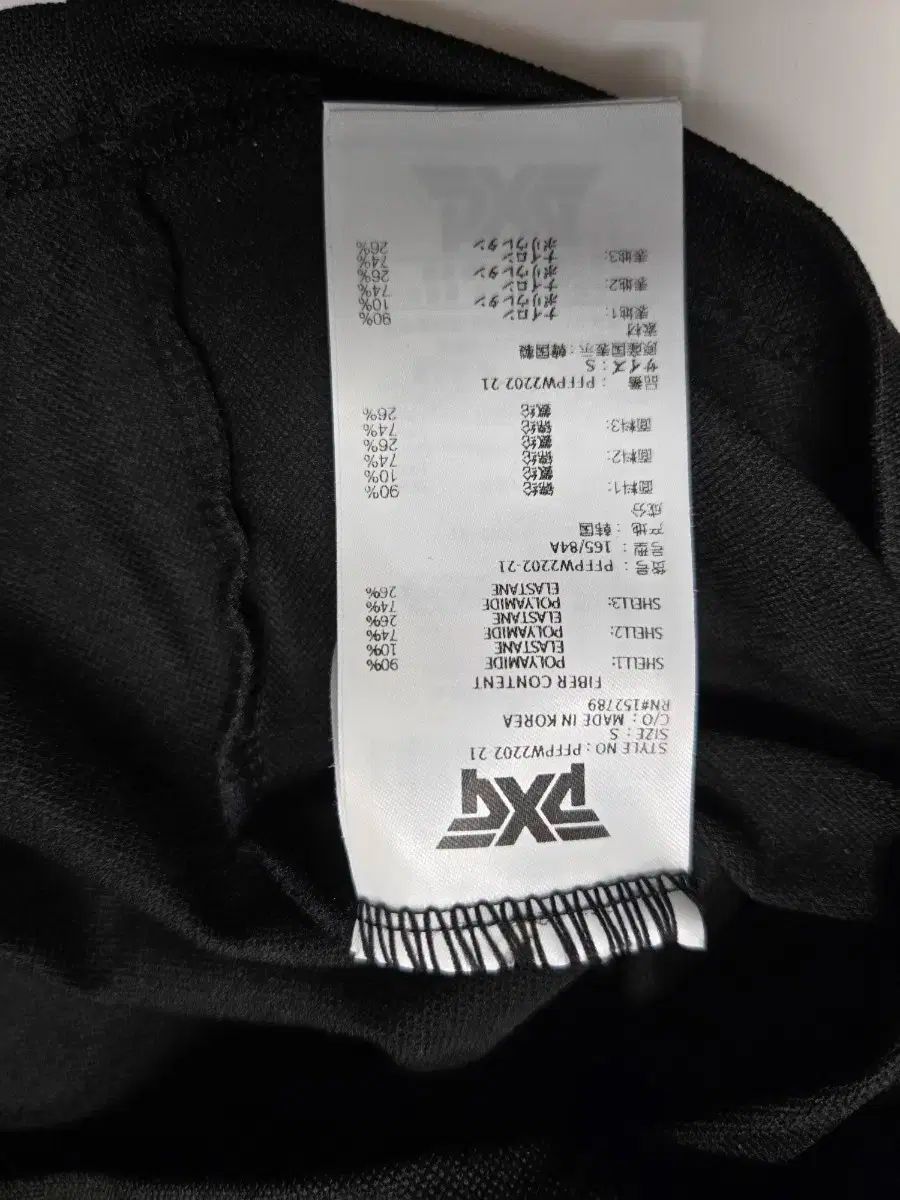 PXG
STYLE NO : PFFPW2202-21
SIZE : S
C/O : MADE IN KOREA
RN#152789
FIBER CONTENT
SHELL1: POLYAMIDE 90%
ELASTANE 10%
SHELL2: POLYAMIDE 74%
ELASTANE 26%
SHELL3: POLYAMIDE 74%
ELASTANE 26%
货号 : PFFPW2202-21
号型 : 165/84A
产地 : 韩国
成分
面料1: 锦纶 90%
氨纶 10%
面料2: 锦纶 74%
氨纶 26%
面料3: 锦纶 74%
氨纶 26%
品番 : PFFPW2202-21
サイズ : S
原産国表示 : 韓国製
素材
表地1: ナイロン 90%
ポリウレタン 10%
表地2: ナイロン 74%
ポリウレタン 26%
表地3: ナイロン 74%
ポリウレタン 26%